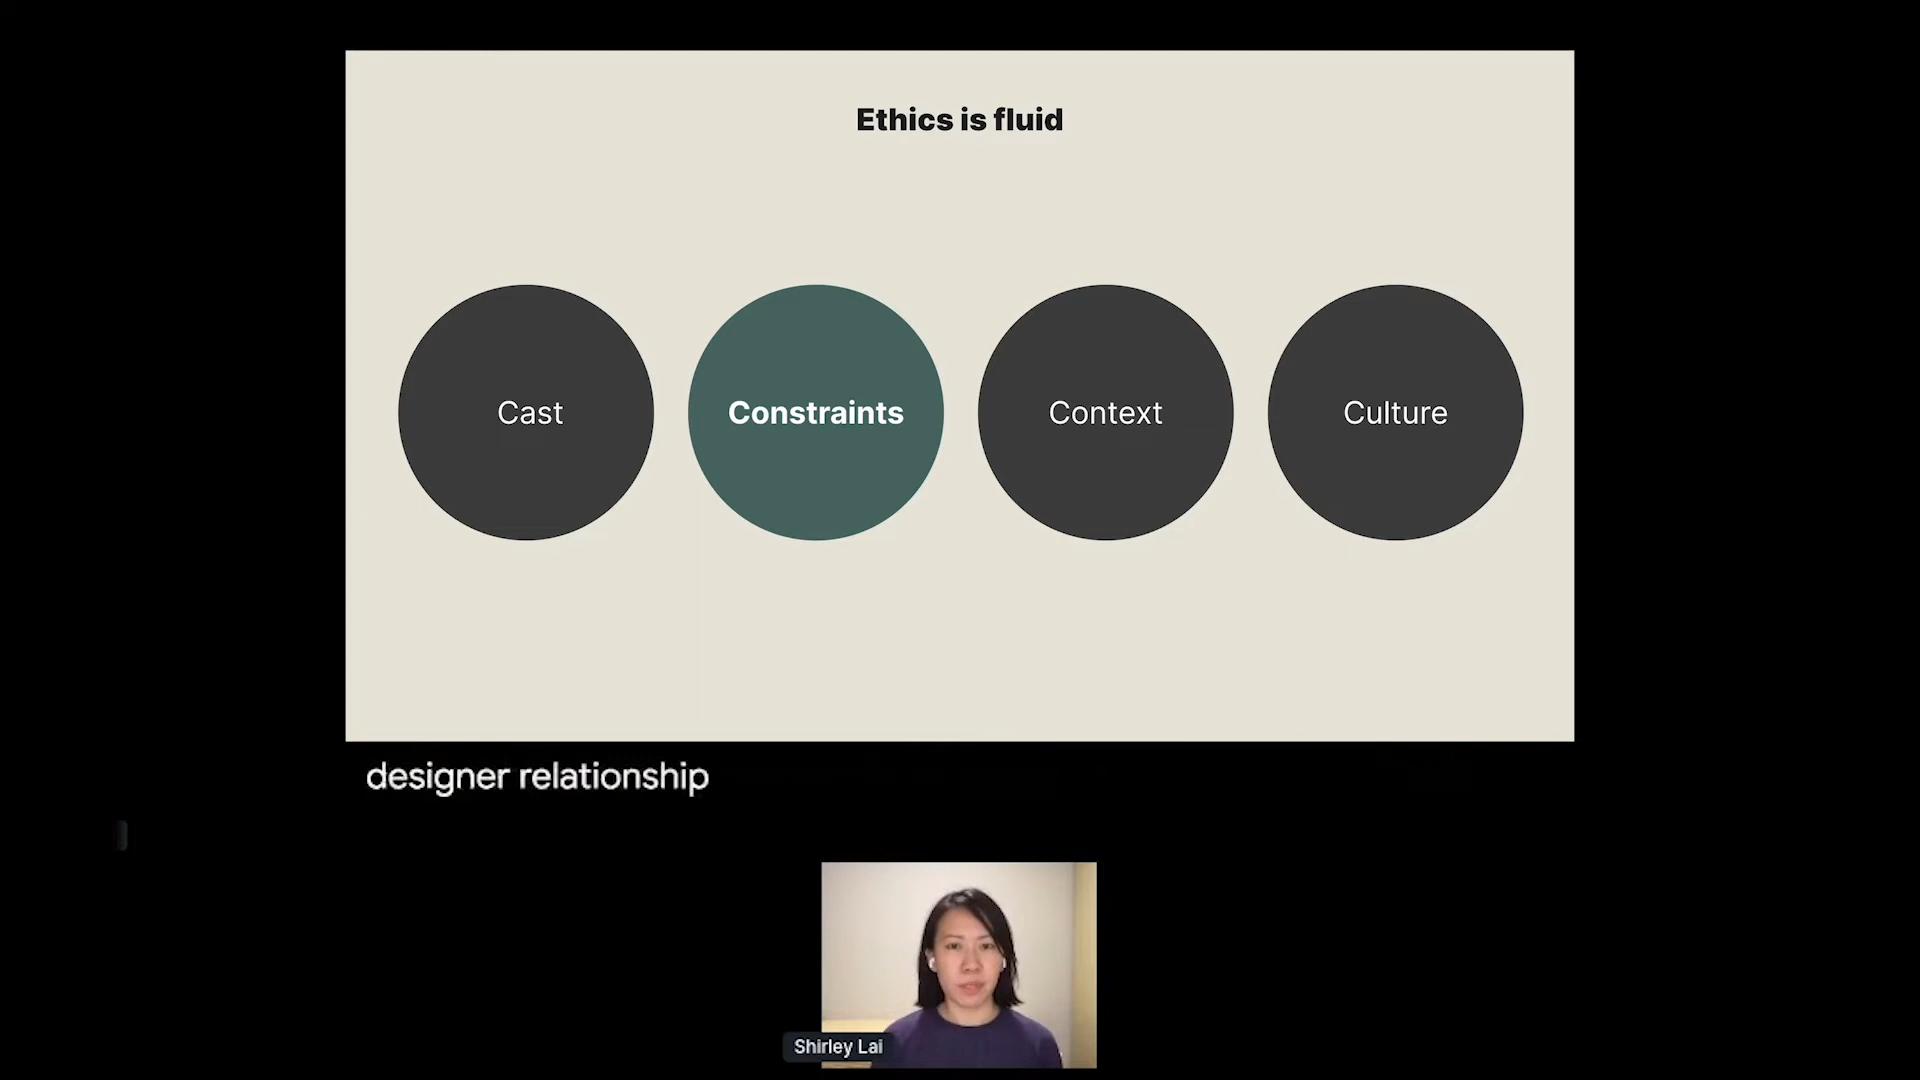 Ethics is fluid
Cast
Constraints
Context
Culture
designer relationship
Shirley Lai